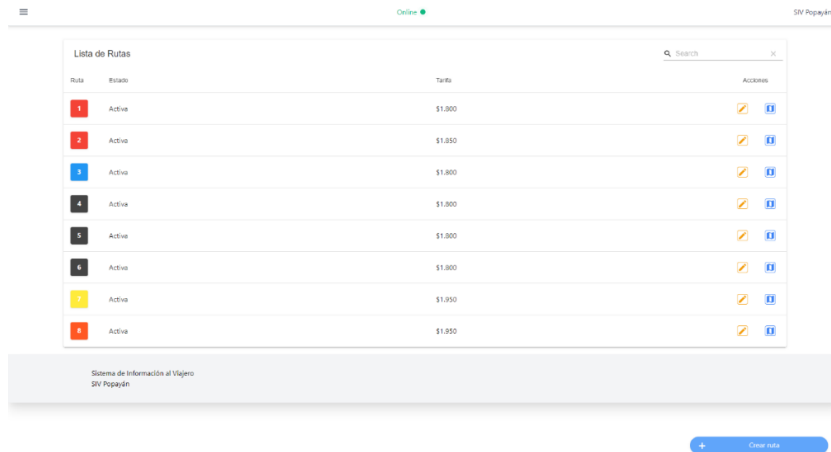 Online
SIV Popayán
Lista de Rutas
Search
Ruta Estado Tarifa Acciones
1 Activa $1.800
2 Activa $1.850
3 Activa $1.800
4 Activa $1.800
5 Activa $1.800
6 Activa $1.800
7 Activa $1.950
8 Activa $1.950
Sistema de Información al Viajero
SIV Popayán
+ Crear ruta